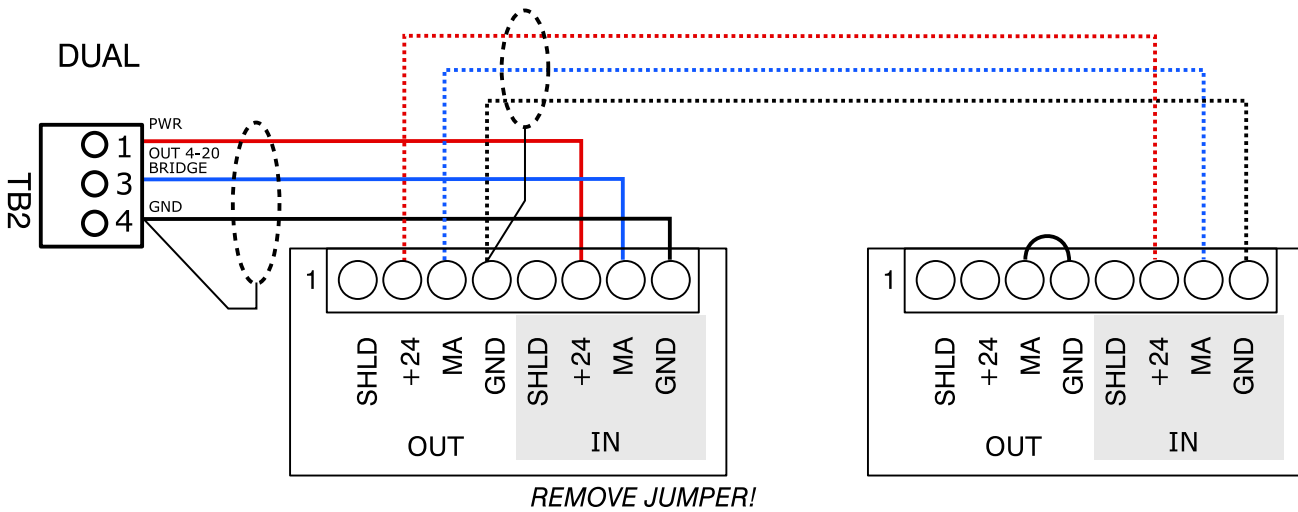 DUAL
TB2
1
PWR
OUT 4-20
BRIDGE
3
GND
4
1
SHLD
+24
MA
GND
SHLD
+24
MA
GND
OUT
IN
REMOVE JUMPER!
1
SHLD
+24
MA
GND
SHLD
+24
MA
GND
OUT
IN